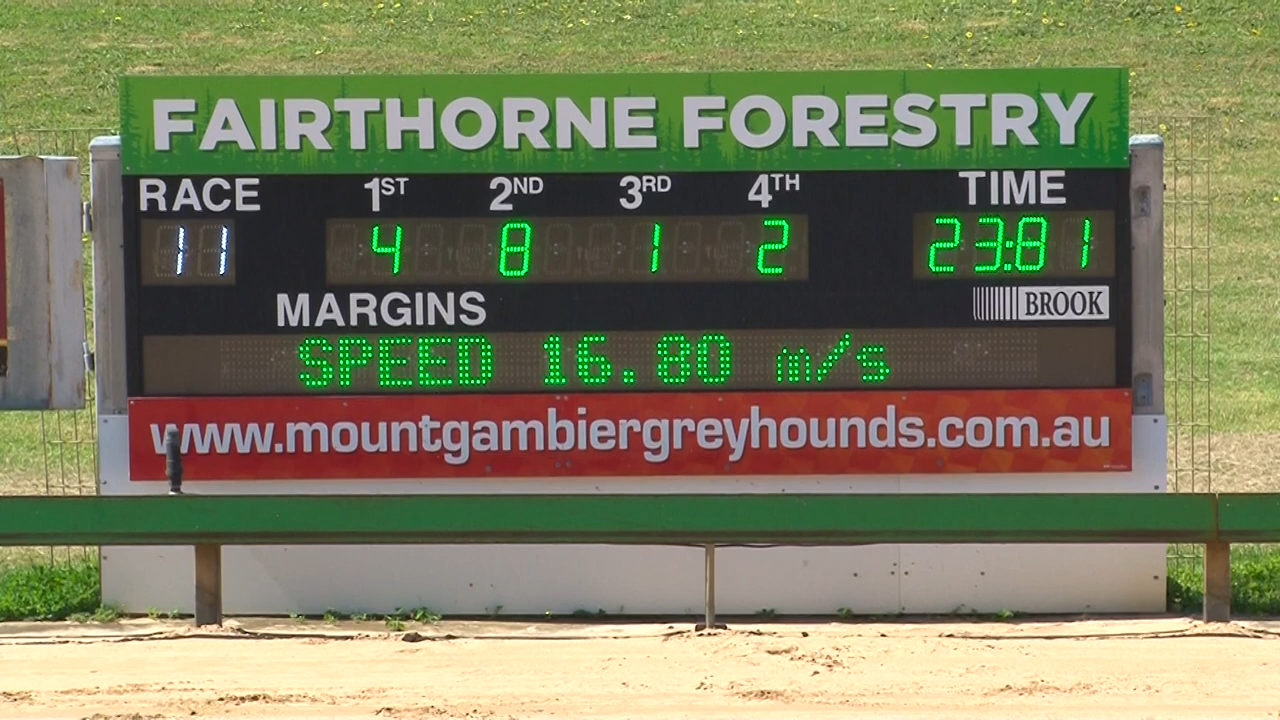 FAIRTHORNE FORESTRY
RACE 1ST 2ND 3RD 4TH TIME
11 4 8 1 2 23:81
MARGINS BROOK
SPEED 16.80 m/s
www.mountgambiergreyhounds.com.au